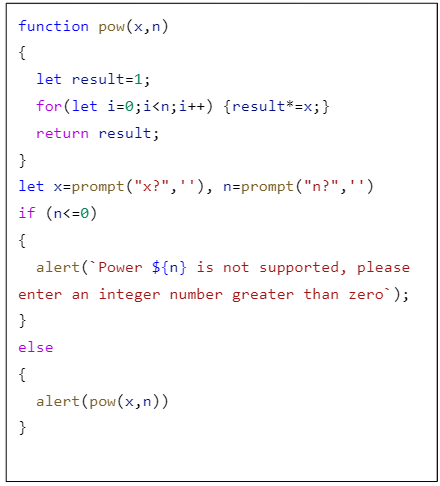 function pow(x,n)
{
  let result=1;
  for(let i=0;i<n;i++) {result*=x;}
  return result;
}
let x=prompt("x?",''), n=prompt("n?",'')
if (n<=0)
{
  alert(`Power ${n} is not supported, please
enter an integer number greater than zero`);
}
else
{
  alert(pow(x,n))
}